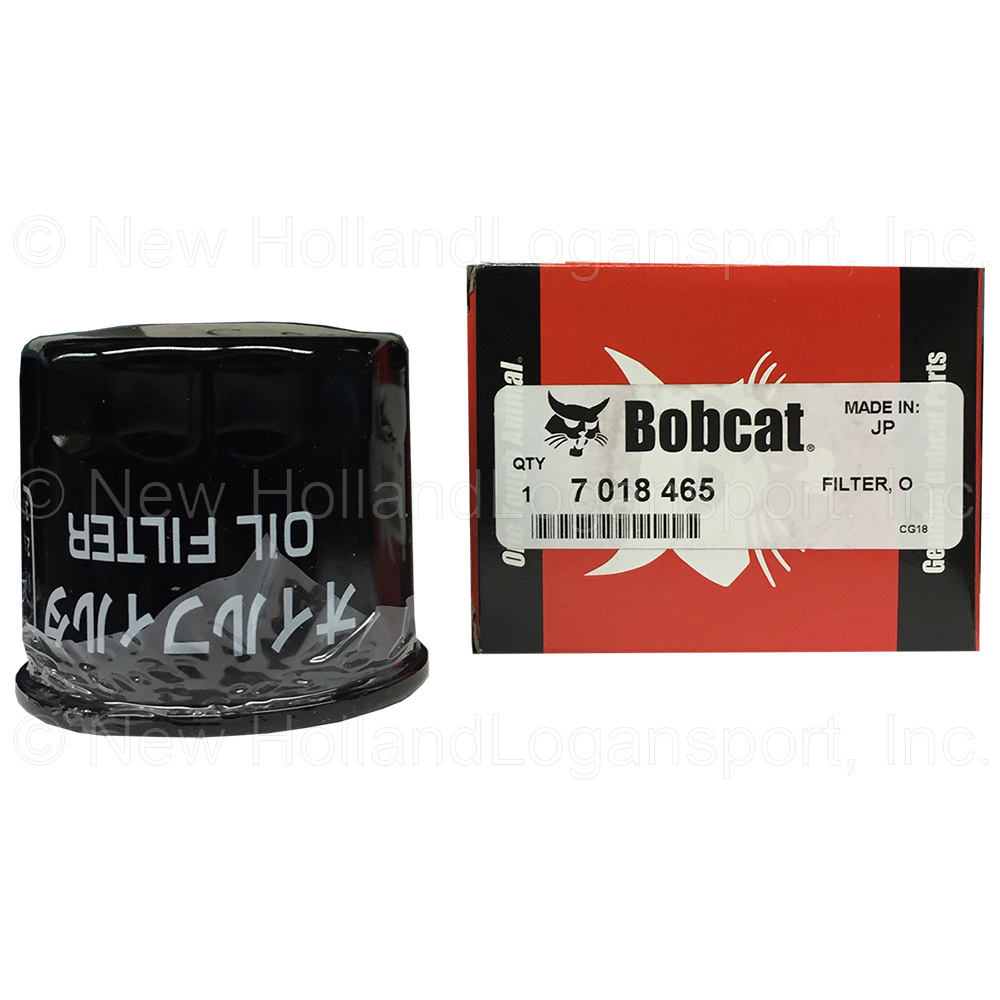 © New HollandLogansport, Inc.
OIL FILTER
オイルフィルタ
Bobcat®
MADE IN:
JP
QTY
1 7 018 465
FILTER, O
CG18
© New HollandLogansport, Inc.
© New HollandLogansport, Inc.